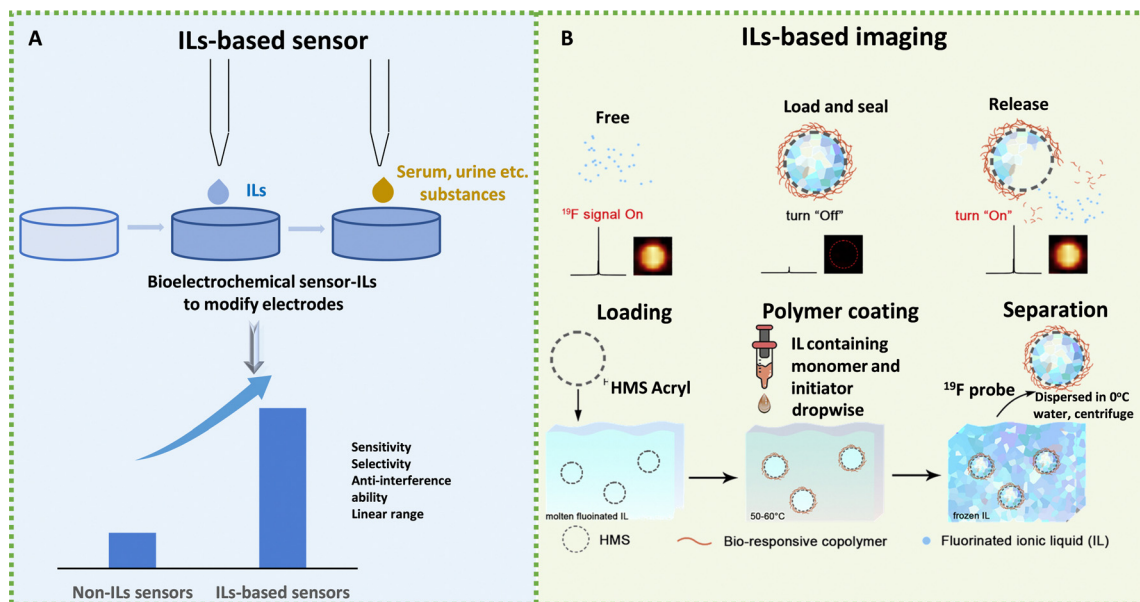 A
ILs-based sensor
ILs
Serum, urine etc.
substances
Bioelectrochemical sensor-ILs
to modify electrodes
Sensitivity
Selectivity
Anti-interference
ability
Linear range
Non-ILs sensors
ILs-based sensors
B
ILs-based imaging
Free
Load and seal
Release
¹⁹F signal On
turn “Off”
turn “On”
Loading
Polymer coating
Separation
HMS Acryl
IL containing
monomer and
initiator
dropwise
¹⁹F probe
Dispersed in 0°C
water, centrifuge
molten fluoinated IL
50-60°C
frozen IL
HMS
Bio-responsive copolymer
Fluorinated ionic liquid (IL)